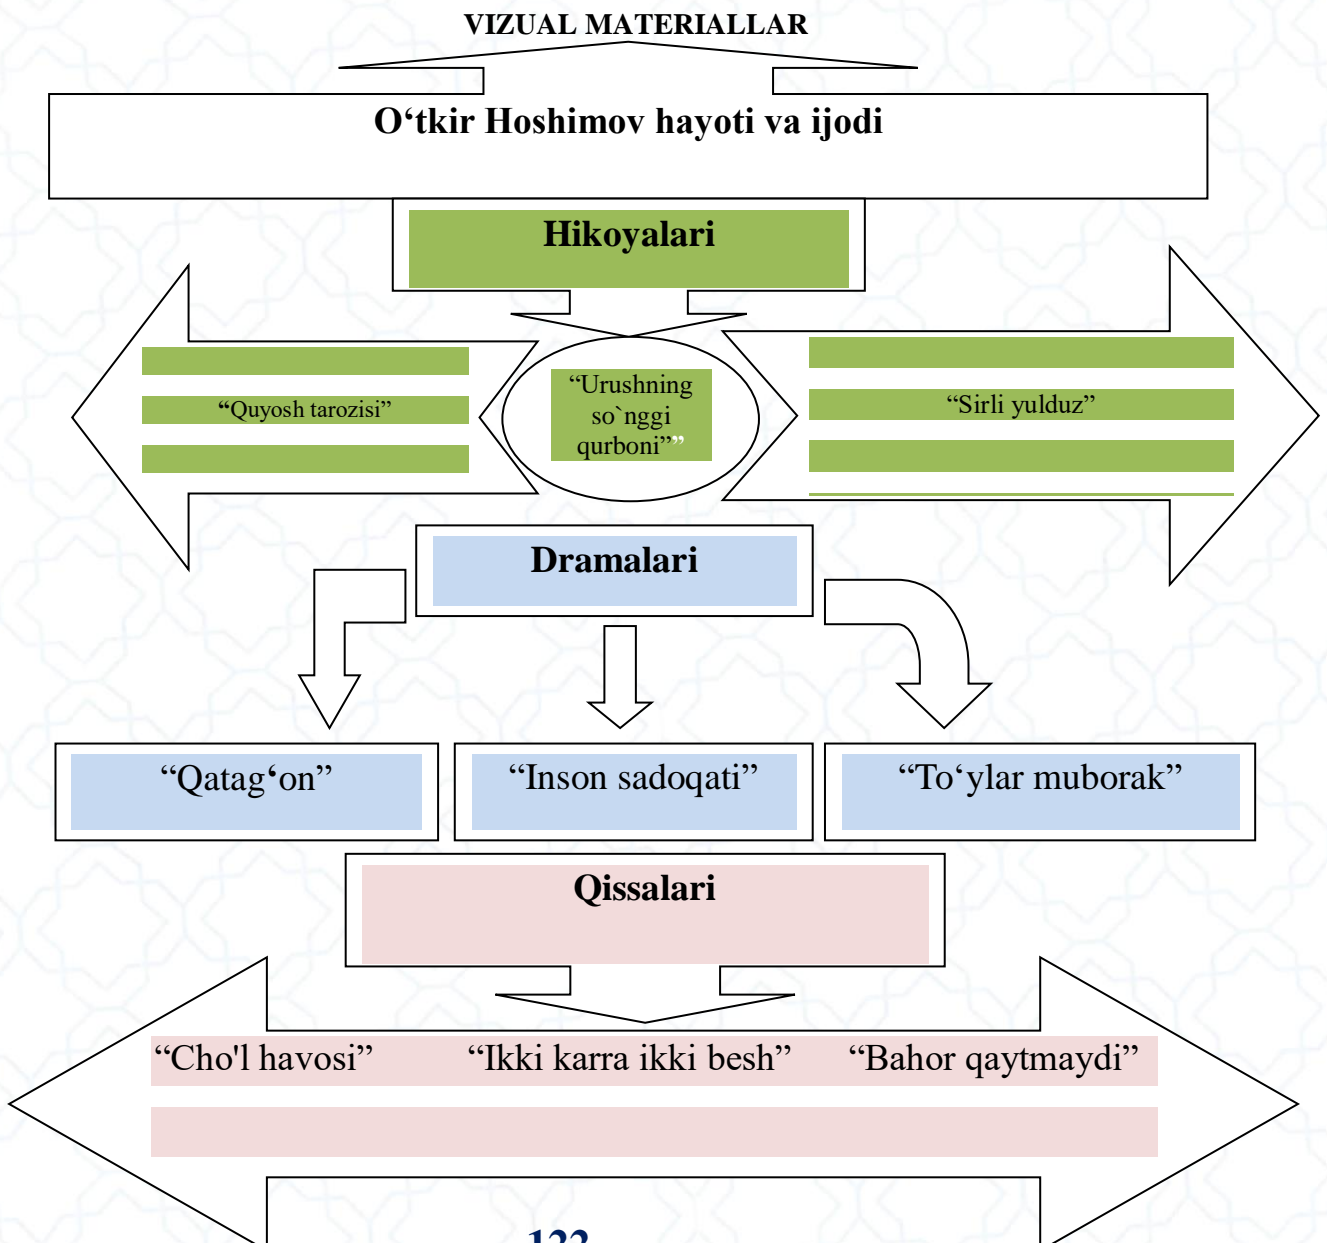 VIZUAL MATERIALLAR
O‘tkir Hoshimov hayoti va ijodi
Hikoyalari
“Quyosh tarozisi”
“Urushning
so`nggi
qurboni””
“Sirli yulduz”
Dramalari
“Qatag‘on”
“Inson sadoqati”
“To‘ylar muborak”
Qissalari
“Cho'l havosi” “Ikki karra ikki besh” “Bahor qaytmaydi”